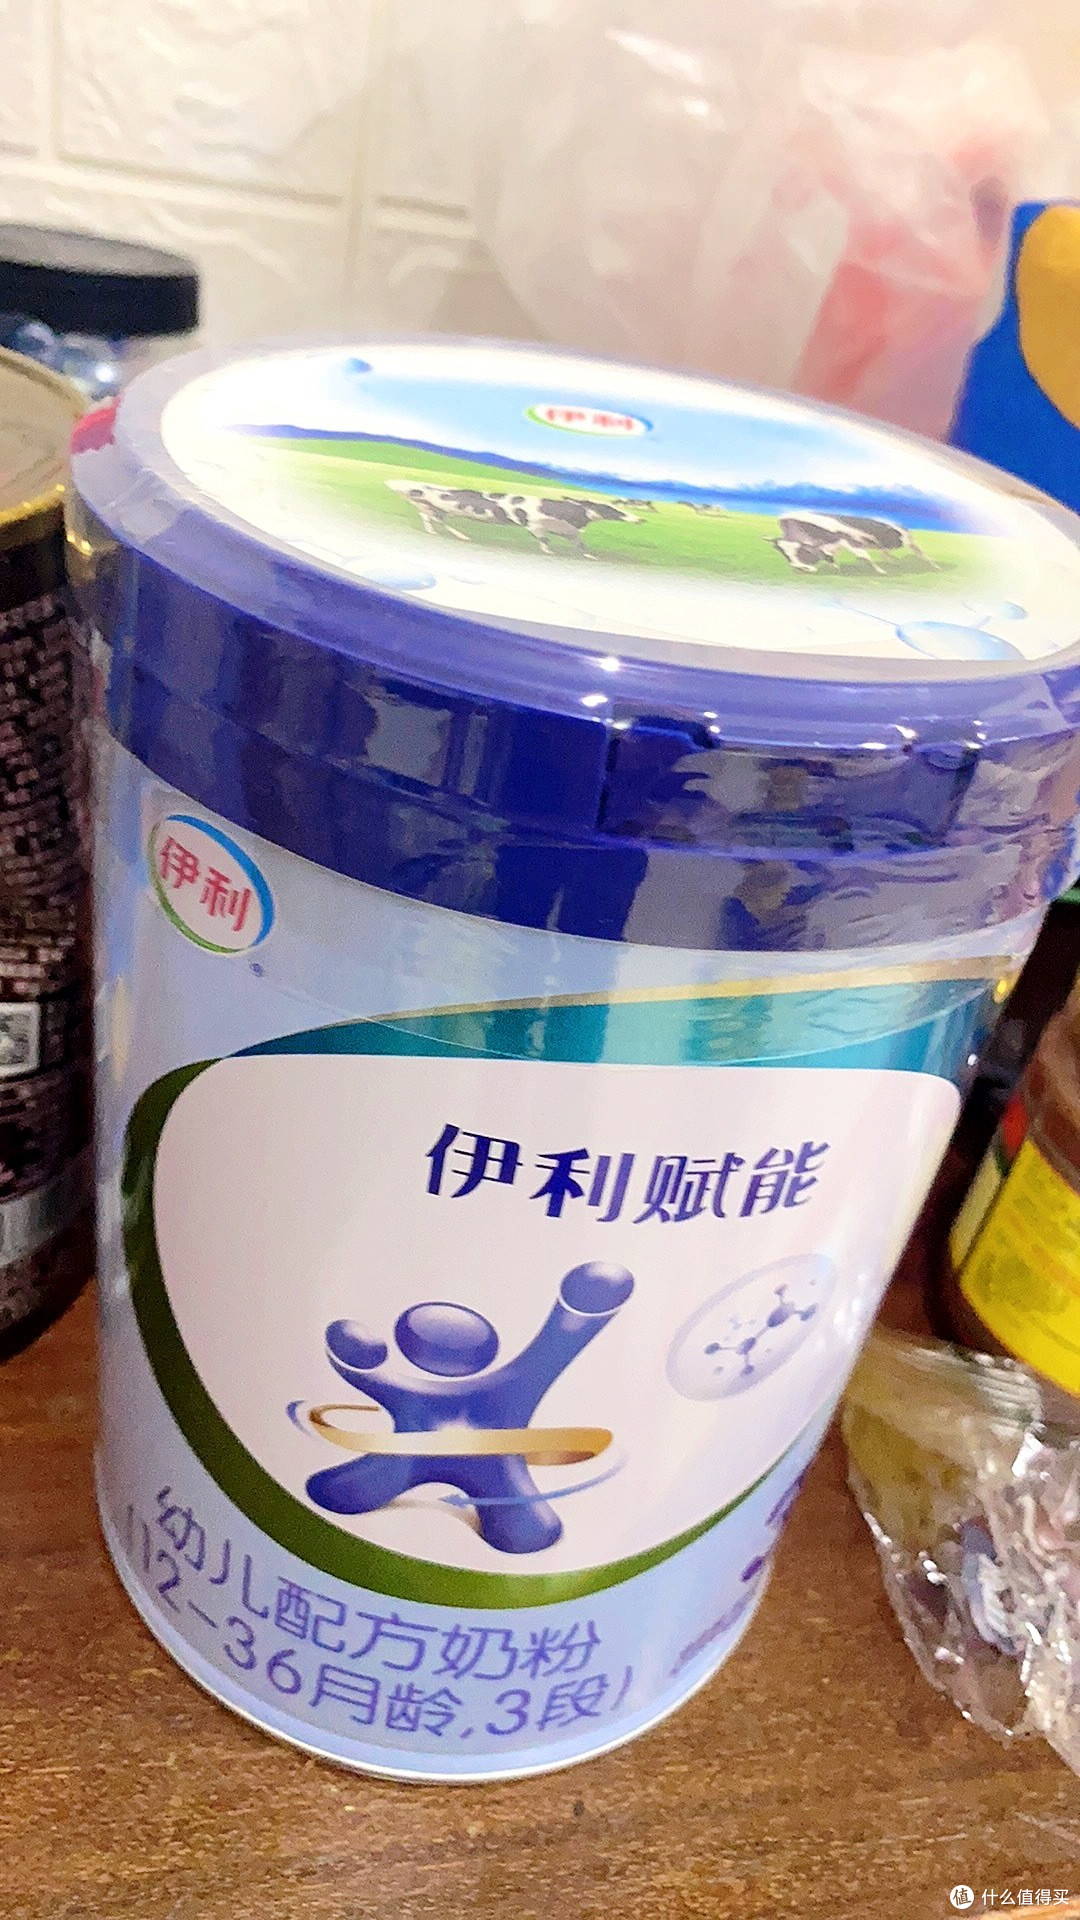 伊利
伊利
®
伊利赋能
幼儿配方奶粉
(12-36月龄,3段)
值 什么值得买